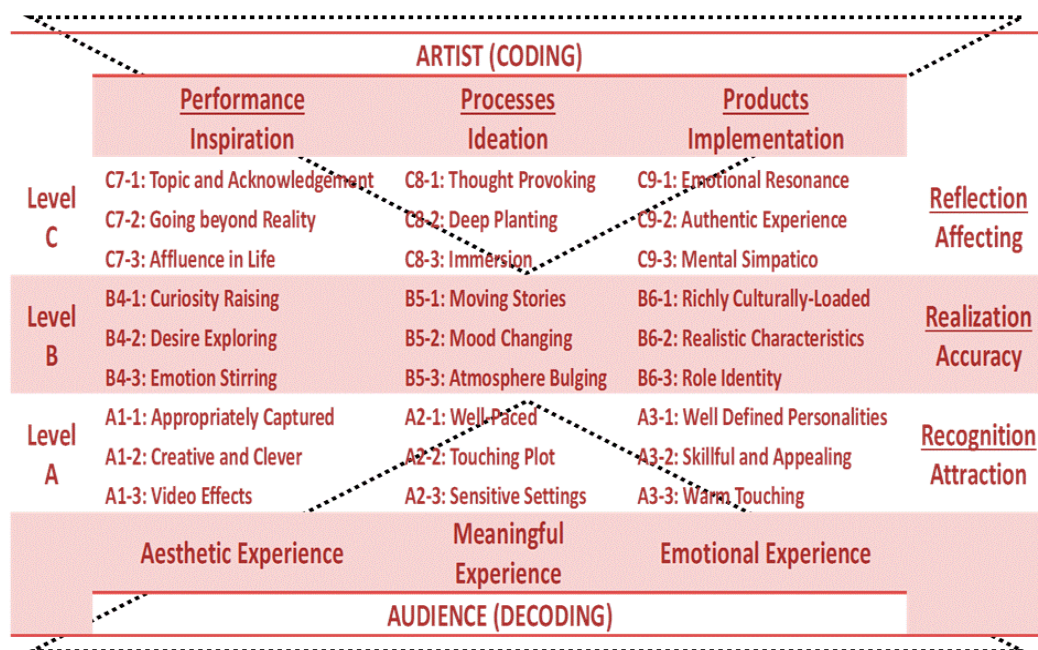 ARTIST (CODING)
Performance Processes Products
Inspiration Ideation Implementation
Level C
C7-1: Topic and Acknowledgement C8-1: Thought Provoking C9-1: Emotional Resonance
C7-2: Going beyond Reality C8-2: Deep Planting C9-2: Authentic Experience
C7-3: Affluence in Life C8-3: Immersion C9-3: Mental Simpatico
Reflection
Affecting
Level B
B4-1: Curiosity Raising B5-1: Moving Stories B6-1: Richly Culturally-Loaded
B4-2: Desire Exploring B5-2: Mood Changing B6-2: Realistic Characteristics
B4-3: Emotion Stirring B5-3: Atmosphere Bulging B6-3: Role Identity
Realization
Accuracy
Level A
A1-1: Appropriately Captured A2-1: Well-Paced A3-1: Well Defined Personalities
A1-2: Creative and Clever A2-2: Touching Plot A3-2: Skillful and Appealing
A1-3: Video Effects A2-3: Sensitive Settings A3-3: Warm Touching
Recognition
Attraction
Aesthetic Experience Meaningful Experience Emotional Experience
AUDIENCE (DECODING)